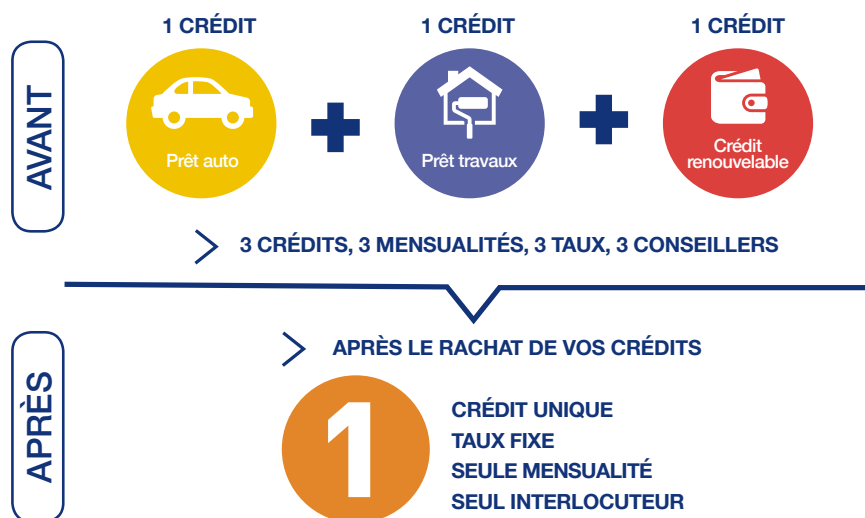 AVANT
1 CRÉDIT
1 CRÉDIT
1 CRÉDIT
Prêt auto
Prêt travaux
Crédit
renouvelable
3 CRÉDITS, 3 MENSUALITÉS, 3 TAUX, 3 CONSEILLERS
APRÈS
APRÈS LE RACHAT DE VOS CRÉDITS
1
CRÉDIT UNIQUE
TAUX FIXE
SEULE MENSUALITÉ
SEUL INTERLOCUTEUR